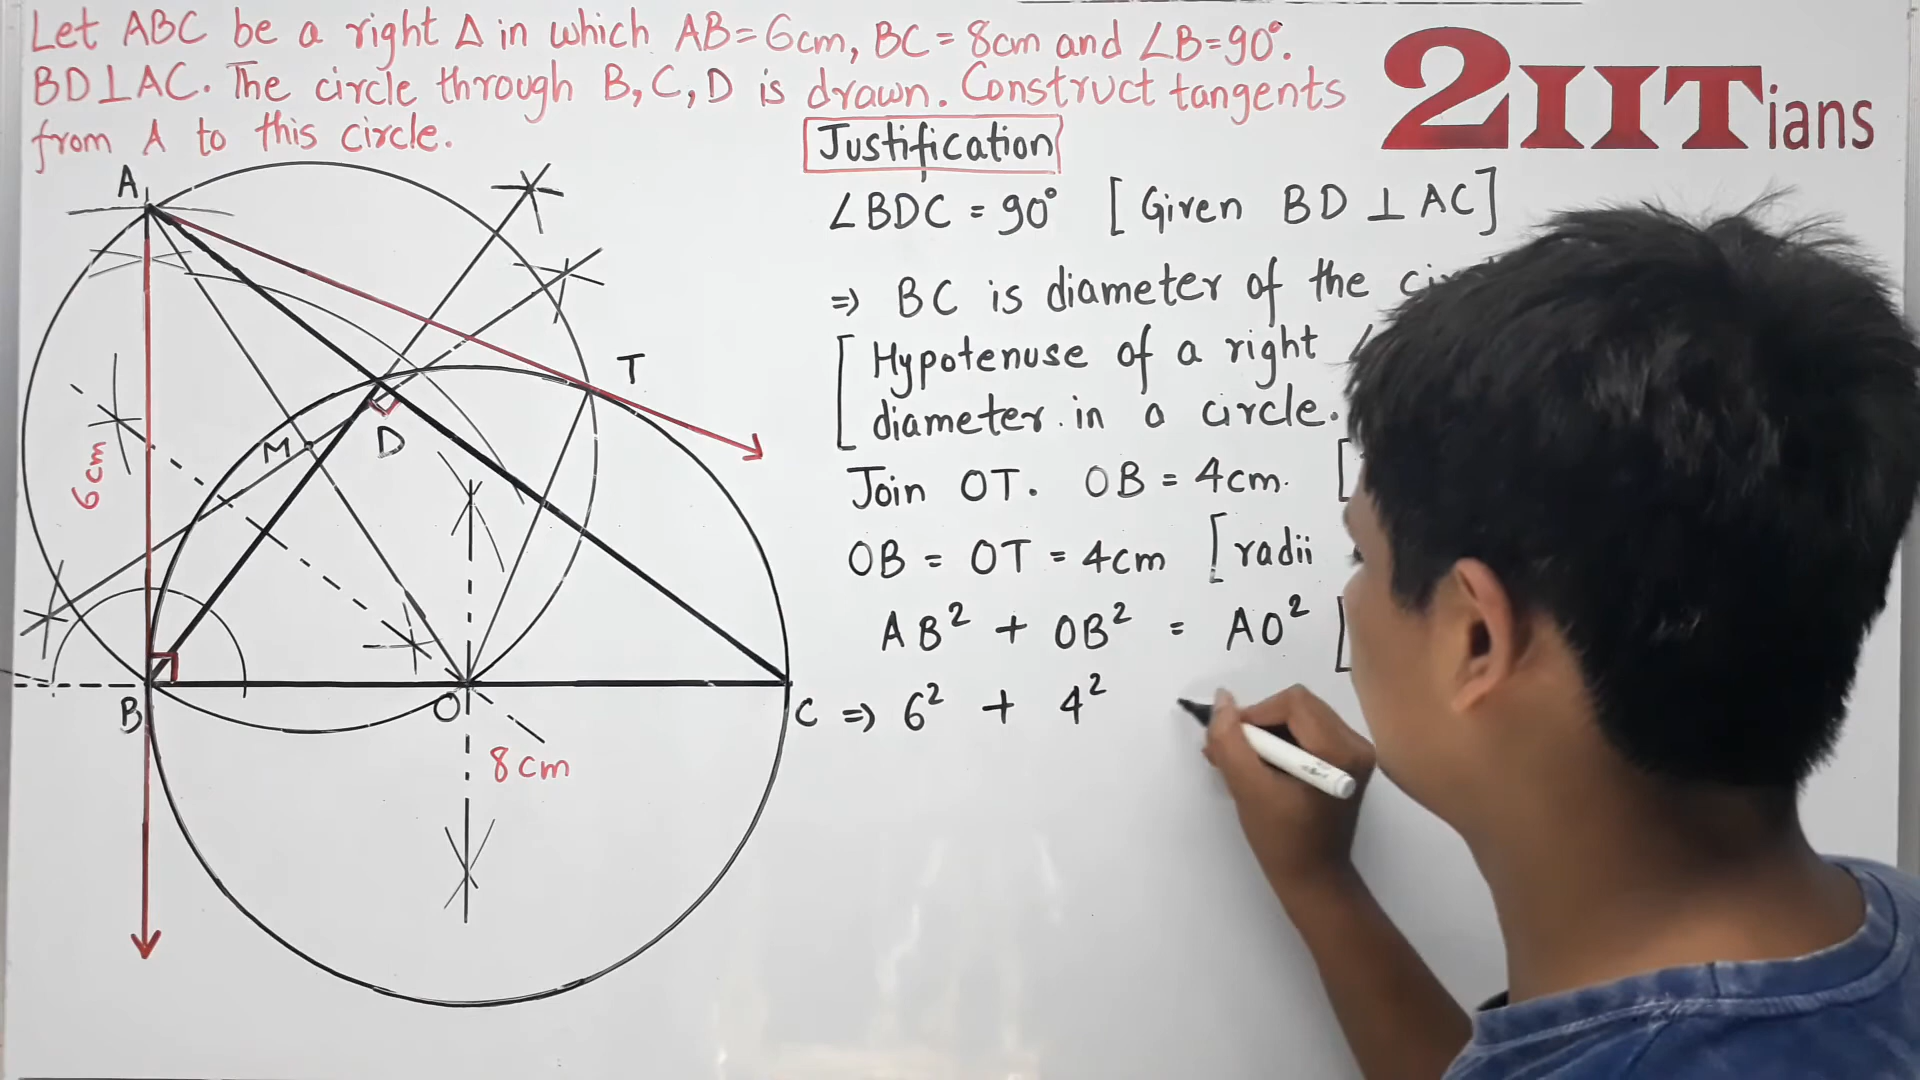 Let ABC be a right Δ in which AB=6cm, BC=8cm and ∠B=90°.
BD⊥AC. The circle through B, C, D is drawn. Construct tangents
from A to this circle.
2IITians
Justification
∠BDC = 90° [Given BD ⊥ AC]
⇒ BC is diameter of the
[Hypotenuse of a right
diameter in a circle.
Join OT. OB = 4cm. [
OB = OT = 4cm [radii
AB² + OB² = AO² [
⇒ 6² + 4²
A
T
M
D
6cm
B
O
C
8cm